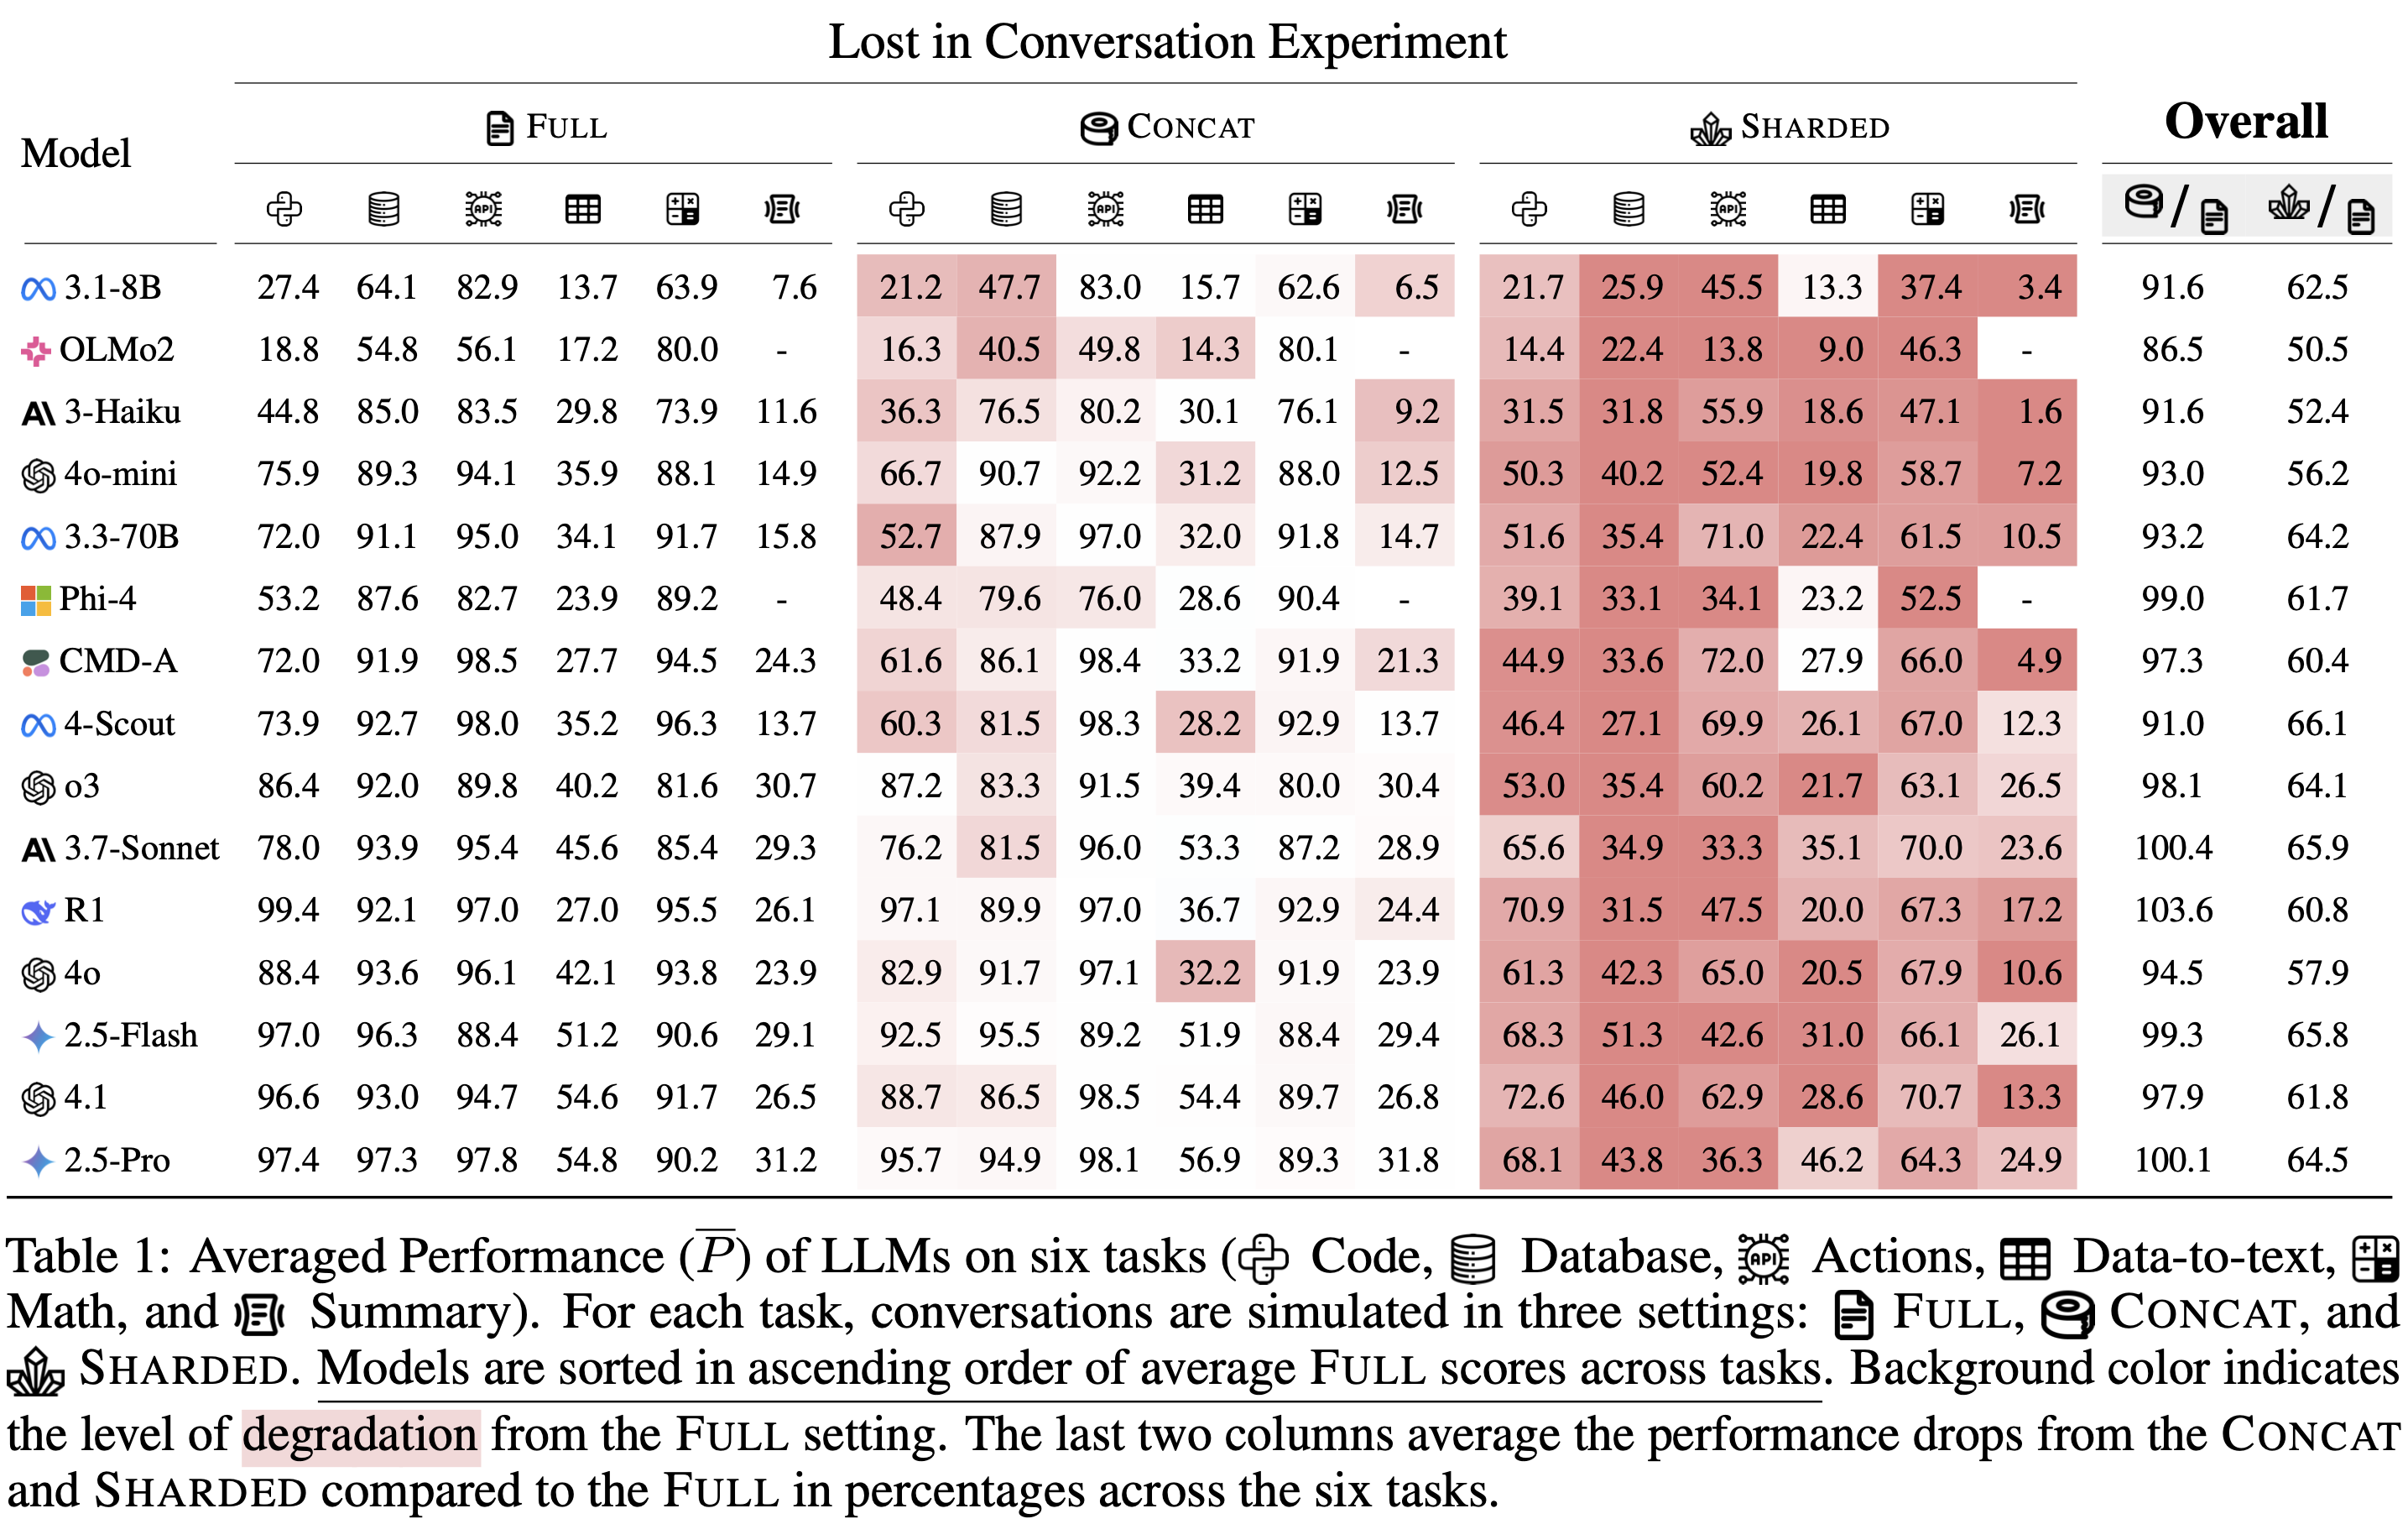 Lost in Conversation Experiment
Model FULL CONCAT SHARDED Overall
API API API / /
3.1-8B 27.4 64.1 82.9 13.7 63.9 7.6 21.2 47.7 83.0 15.7 62.6 6.5 21.7 25.9 45.5 13.3 37.4 3.4 91.6 62.5
OLMo2 18.8 54.8 56.1 17.2 80.0 - 16.3 40.5 49.8 14.3 80.1 - 14.4 22.4 13.8 9.0 46.3 - 86.5 50.5
3-Haiku 44.8 85.0 83.5 29.8 73.9 11.6 36.3 76.5 80.2 30.1 76.1 9.2 31.5 31.8 55.9 18.6 47.1 1.6 91.6 52.4
4o-mini 75.9 89.3 94.1 35.9 88.1 14.9 66.7 90.7 92.2 31.2 88.0 12.5 50.3 40.2 52.4 19.8 58.7 7.2 93.0 56.2
3.3-70B 72.0 91.1 95.0 34.1 91.7 15.8 52.7 87.9 97.0 32.0 91.8 14.7 51.6 35.4 71.0 22.4 61.5 10.5 93.2 64.2
Phi-4 53.2 87.6 82.7 23.9 89.2 - 48.4 79.6 76.0 28.6 90.4 - 39.1 33.1 34.1 23.2 52.5 - 99.0 61.7
CMD-A 72.0 91.9 98.5 27.7 94.5 24.3 61.6 86.1 98.4 33.2 91.9 21.3 44.9 33.6 72.0 27.9 66.0 4.9 97.3 60.4
4-Scout 73.9 92.7 98.0 35.2 96.3 13.7 60.3 81.5 98.3 28.2 92.9 13.7 46.4 27.1 69.9 26.1 67.0 12.3 91.0 66.1
o3 86.4 92.0 89.8 40.2 81.6 30.7 87.2 83.3 91.5 39.4 80.0 30.4 53.0 35.4 60.2 21.7 63.1 26.5 98.1 64.1
3.7-Sonnet 78.0 93.9 95.4 45.6 85.4 29.3 76.2 81.5 96.0 53.3 87.2 28.9 65.6 34.9 33.3 35.1 70.0 23.6 100.4 65.9
R1 99.4 92.1 97.0 27.0 95.5 26.1 97.1 89.9 97.0 36.7 92.9 24.4 70.9 31.5 47.5 20.0 67.3 17.2 103.6 60.8
4o 88.4 93.6 96.1 42.1 93.8 23.9 82.9 91.7 97.1 32.2 91.9 23.9 61.3 42.3 65.0 20.5 67.9 10.6 94.5 57.9
2.5-Flash 97.0 96.3 88.4 51.2 90.6 29.1 92.5 95.5 89.2 51.9 88.4 29.4 68.3 51.3 42.6 31.0 66.1 26.1 99.3 65.8
4.1 96.6 93.0 94.7 54.6 91.7 26.5 88.7 86.5 98.5 54.4 89.7 26.8 72.6 46.0 62.9 28.6 70.7 13.3 97.9 61.8
2.5-Pro 97.4 97.3 97.8 54.8 90.2 31.2 95.7 94.9 98.1 56.9 89.3 31.8 68.1 43.8 36.3 46.2 64.3 24.9 100.1 64.5
Table 1: Averaged Performance (P̅) of LLMs on six tasks ( Code, Database, API Actions, Data-to-text,
Math, and Summary). For each task, conversations are simulated in three settings: FULL, CONCAT, and
SHARDED. Models are sorted in ascending order of average FULL scores across tasks. Background color indicates
the level of degradation from the FULL setting. The last two columns average the performance drops from the CONCAT
and SHARDED compared to the FULL in percentages across the six tasks.